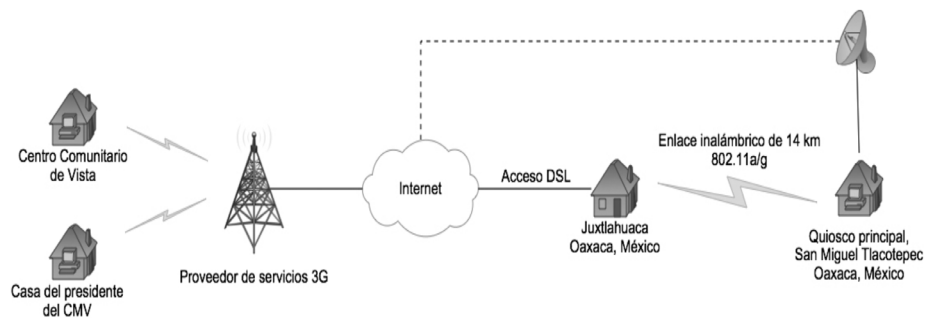 Centro Comunitario
de Vista
Casa del presidente
del CMV
Proveedor de servicios 3G
Internet
Acceso DSL
Juxtlahuaca
Oaxaca, México
Enlace inalámbrico de 14 km
802.11a/g
Quiosco principal,
San Miguel Tlacotepec
Oaxaca, México